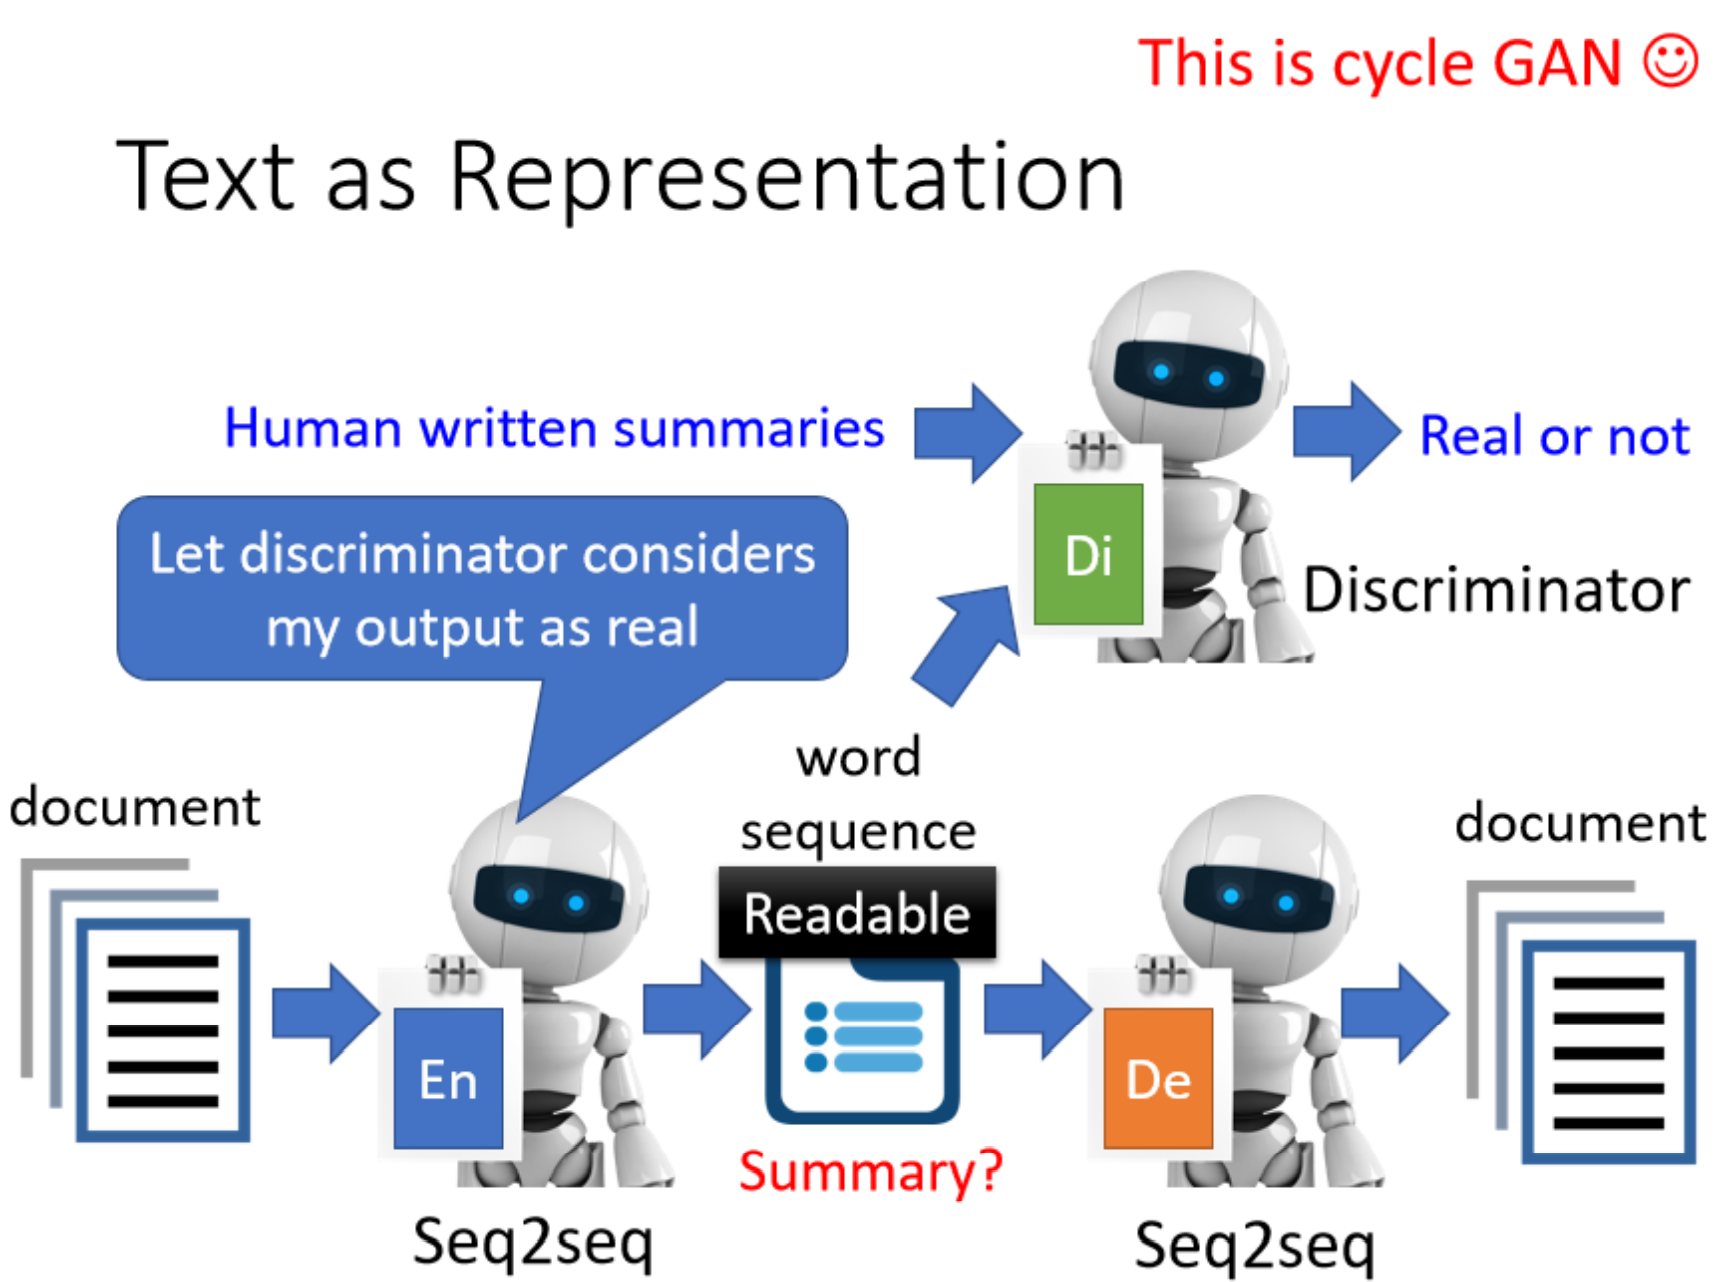 This is cycle GAN ☺
Text as Representation
Human written summaries
Real or not
Let discriminator considers
my output as real
Di
Discriminator
word
sequence
document
document
Readable
En
De
Summary?
Seq2seq
Seq2seq